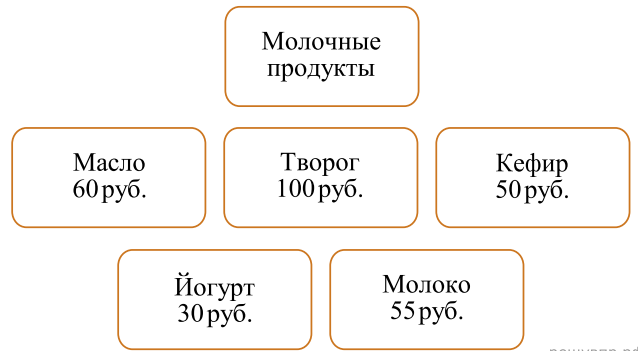 Молочные
продукты
Масло
60 руб.
Творог
100 руб.
Кефир
50 руб.
Йогурт
30 руб.
Молоко
55 руб.